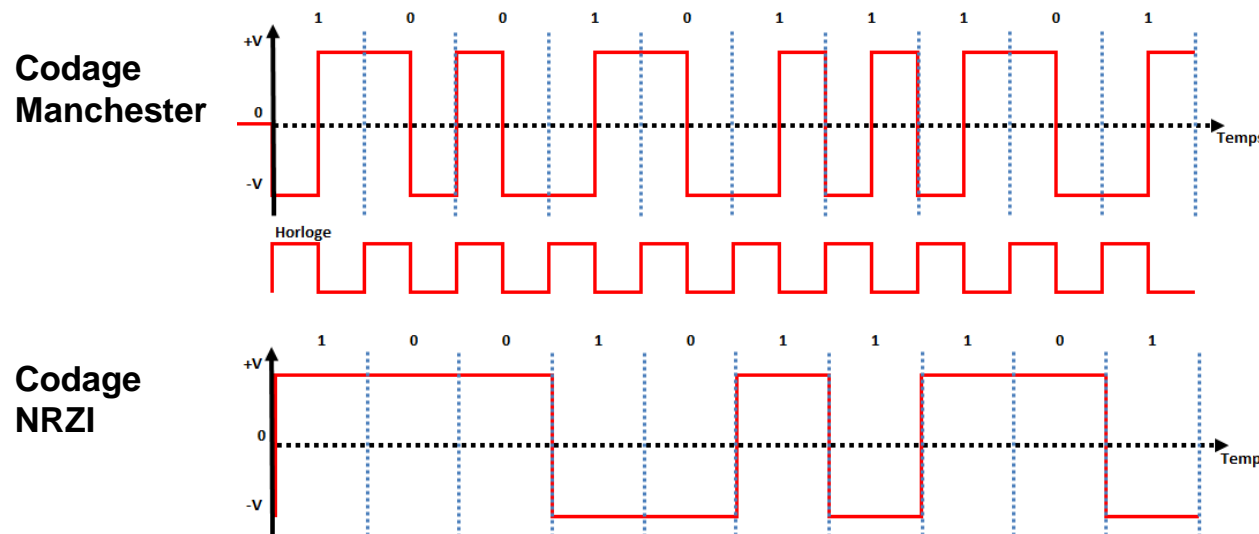 1 0 0 1 0 1 1 1 0 1
+V
Codage
Manchester
0
Temps
-V
Horloge
1 0 0 1 0 1 1 1 0 1
+V
Codage
NRZI
0
Temp
-V